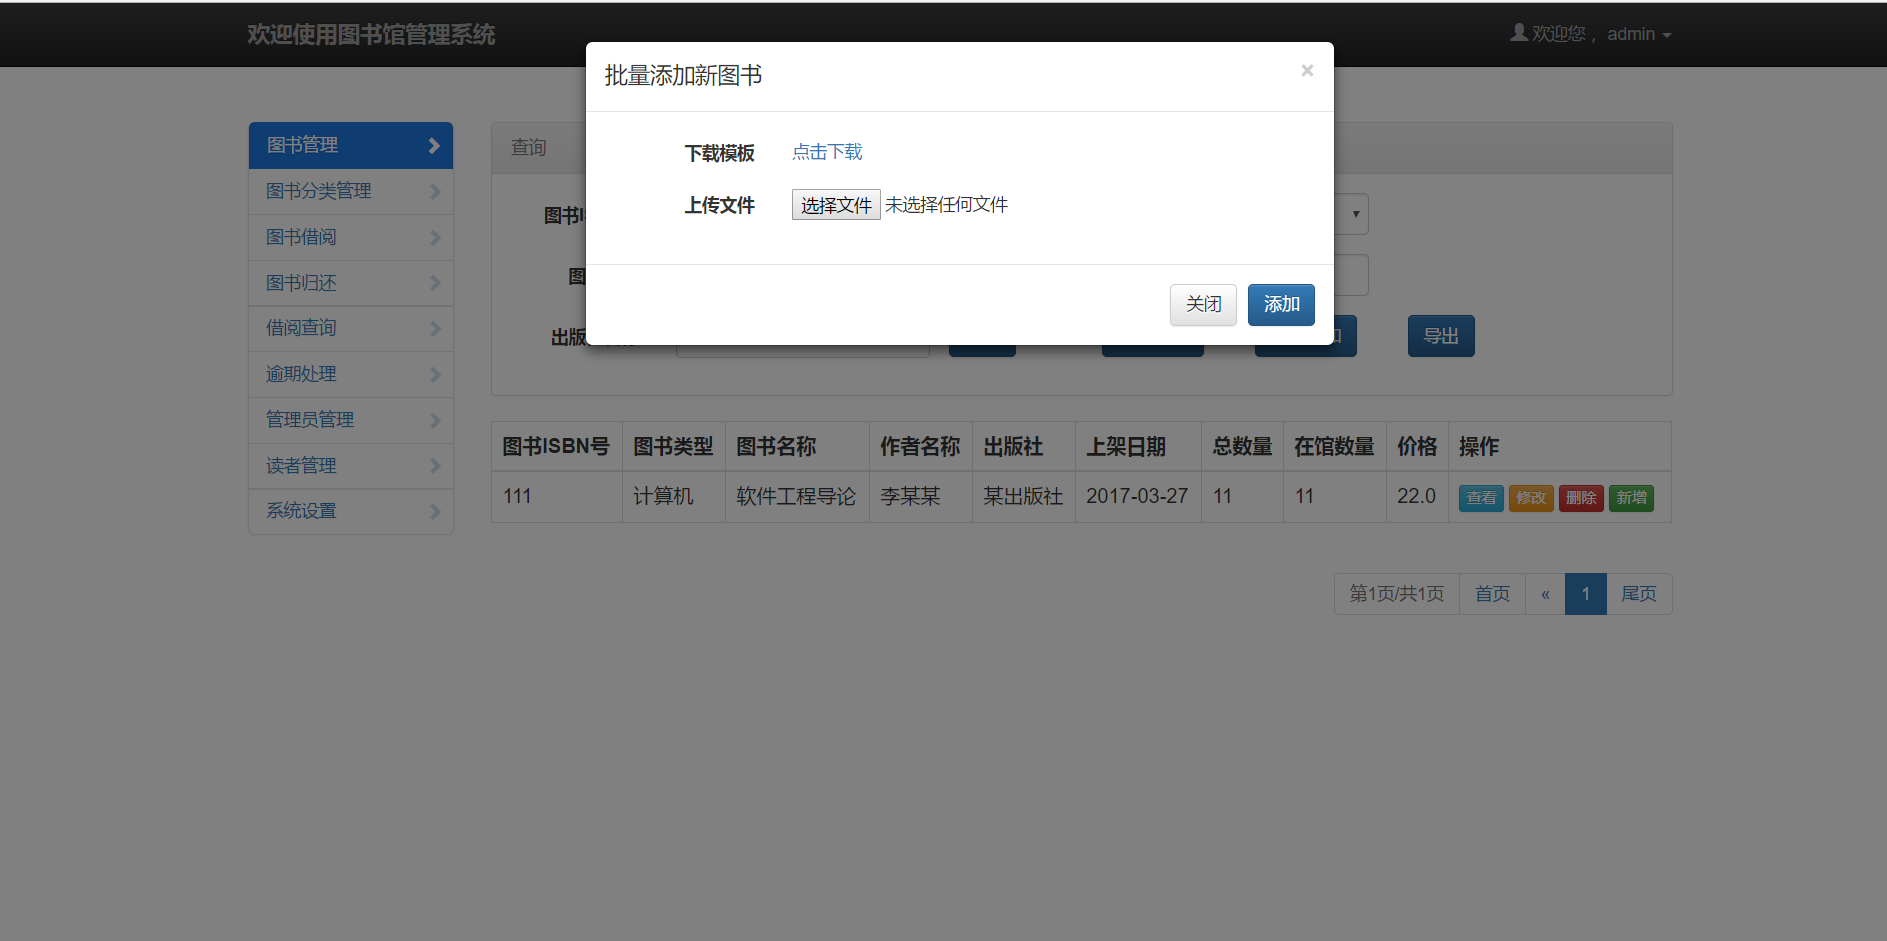 欢迎使用图书馆管理系统
欢迎您， admin
批量添加新图书
×
下载模板 点击下载
上传文件 选择文件 未选择任何文件
关闭 添加
图书管理
图书分类管理
图书借阅
图书归还
借阅查询
逾期处理
管理员管理
读者管理
系统设置
查询
图书I
图
出版
导出
图书ISBN号 图书类型 图书名称 作者名称 出版社 上架日期 总数量 在馆数量 价格 操作
111 计算机 软件工程导论 李某某 某出版社 2017-03-27 11 11 22.0 查看 修改 删除 新增
第1页/共1页 首页 « 1 尾页